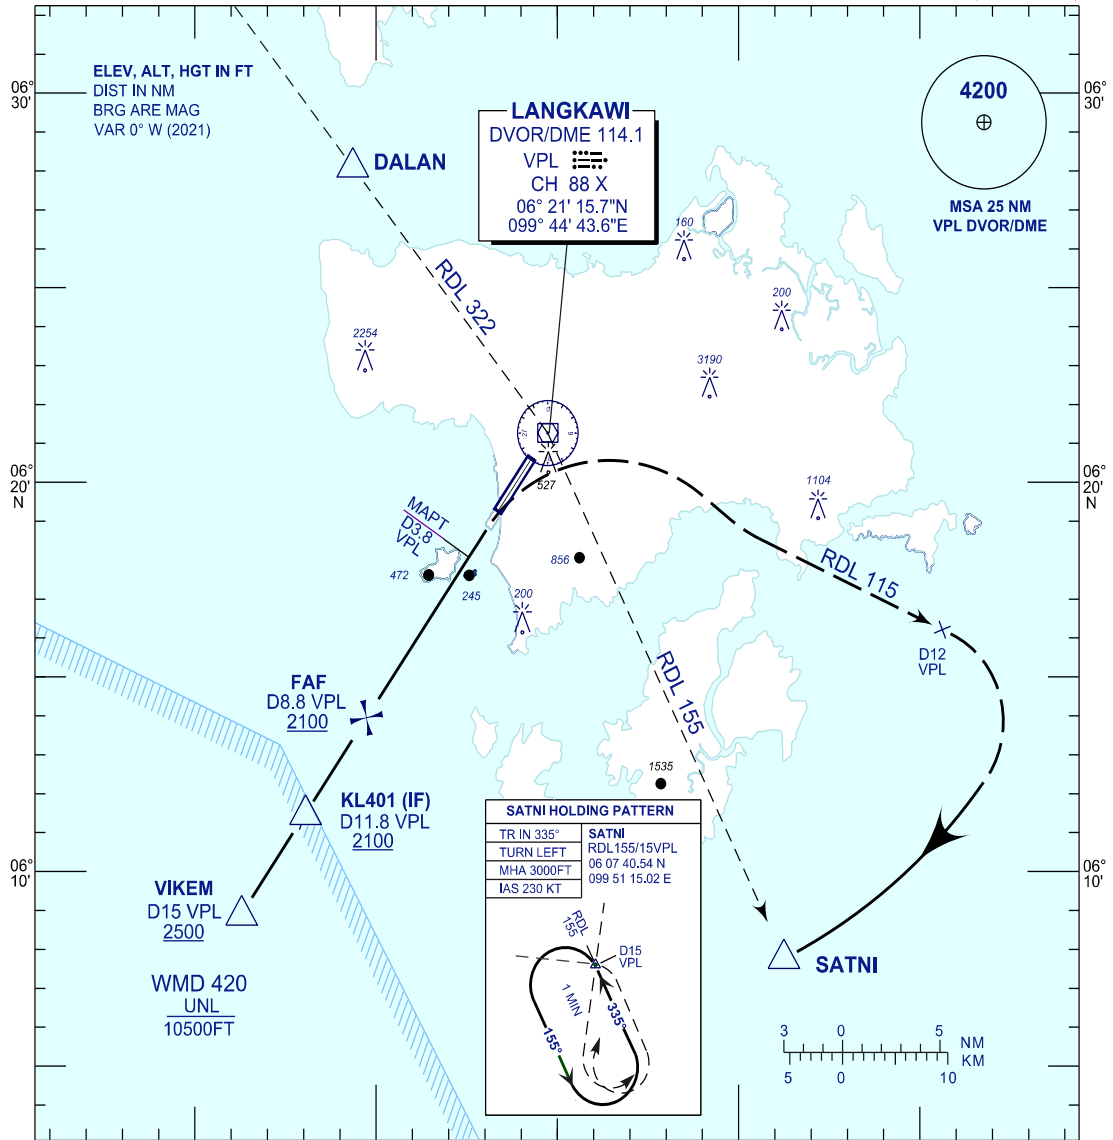 ELEV, ALT, HGT IN FT
DIST IN NM
BRG ARE MAG
VAR 0° W (2021)
06°
30'
06°
30'
4200
MSA 25 NM
VPL DVOR/DME
LANGKAWI
DVOR/DME 114.1
VPL
CH 88 X
06° 21' 15.7"N
099° 44' 43.6"E
DALAN
RDL 322
160
200
2254
3190
527
1104
06°
20'
N
06°
20'
N
MAPT
D3.8
VPL
472
245
856
200
RDL 115
D12
VPL
RDL 155
FAF
D8.8 VPL
2100
1535
KL401 (IF)
D11.8 VPL
2100
VIKEM
D15 VPL
2500
WMD 420
UNL
10500FT
06°
10'
06°
10'
SATNI HOLDING PATTERN
TR IN 335°
TURN LEFT
MHA 3000FT
IAS 230 KT
SATNI
RDL155/15VPL
06 07 40.54 N
099 51 15.02 E
RDL
155
D15
VPL
1 MIN
335°
155°
SATNI
3 0 5 NM
KM
5 0 10